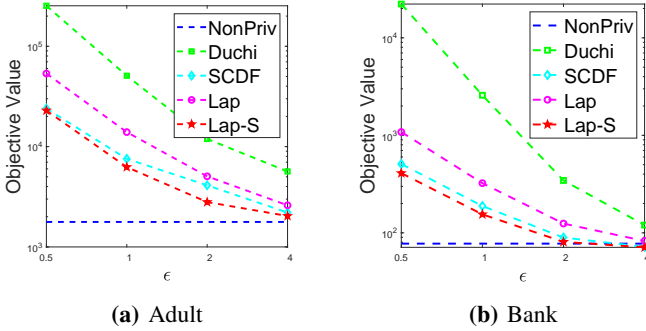 Objective Value
10^5
10^4
10^3
0.5 1 2 4
ϵ
NonPriv
Duchi
SCDF
Lap
Lap-S
(a) Adult
Objective Value
10^4
10^3
10^2
0.5 1 2 4
ϵ
NonPriv
Duchi
SCDF
Lap
Lap-S
(b) Bank